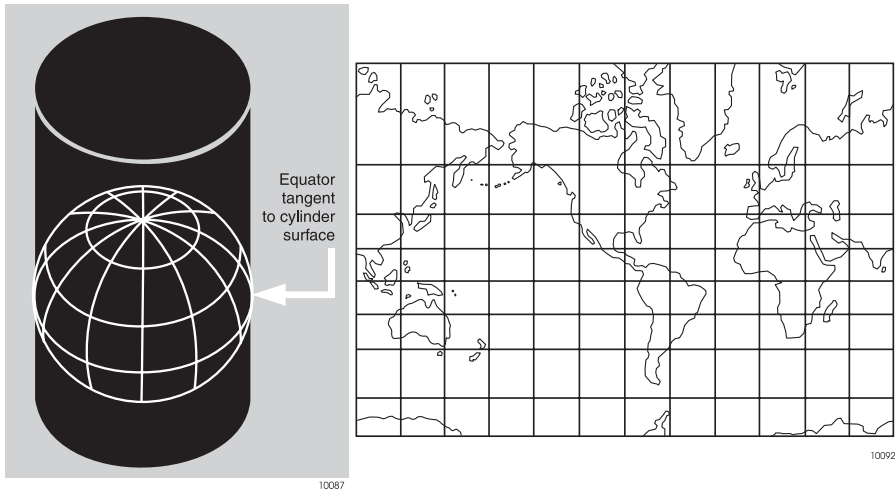 Equator
tangent
to cylinder
surface
10087
10092